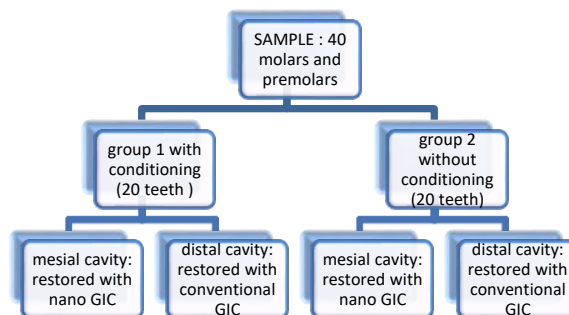 SAMPLE : 40
molars and
premolars
group 1 with
conditioning
(20 teeth )
group 2
without
conditioning
(20 teeth)
mesial cavity:
restored with
nano GIC
distal cavity:
restored with
conventional
GIC
mesial cavity:
restored with
nano GIC
distal cavity:
restored with
conventional
GIC